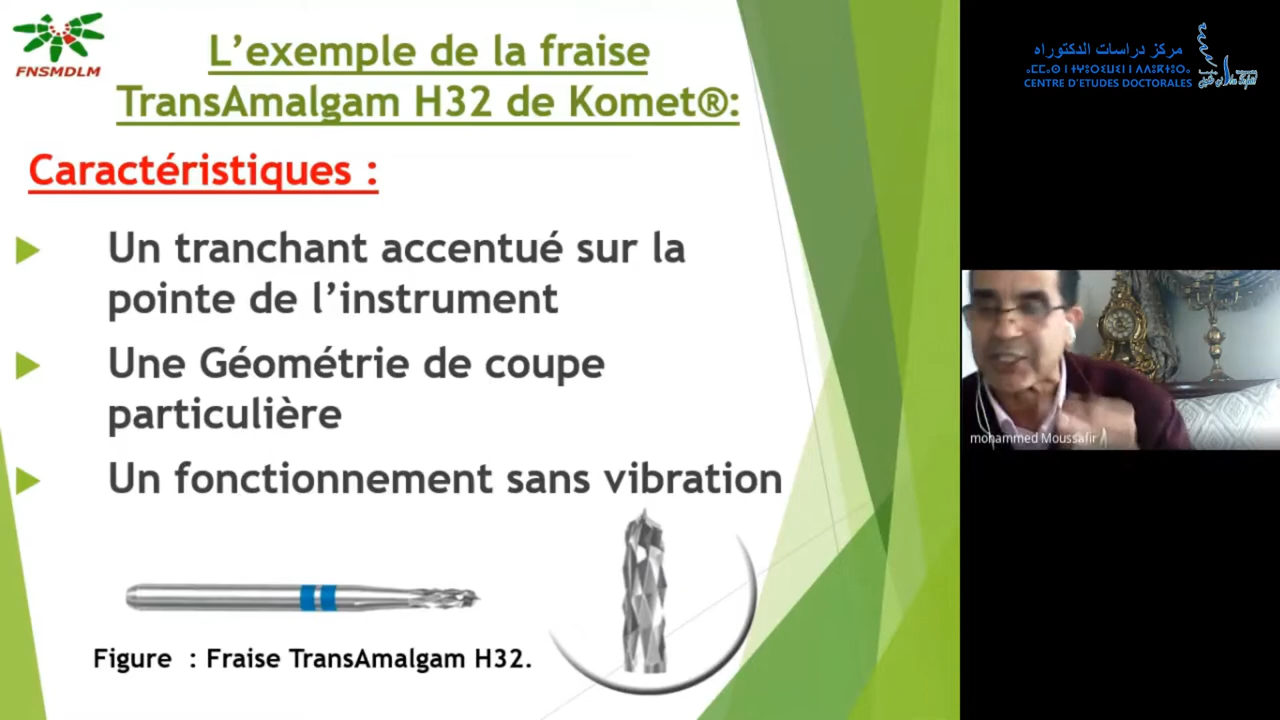 FNSMDLM
L’exemple de la fraise
TransAmalgam H32 de Komet®:
Caractéristiques :
Un tranchant accentué sur la
pointe de l’instrument
Une Géométrie de coupe
particulière
Un fonctionnement sans vibration
Figure : Fraise TransAmalgam H32.
مركز دراسات الدكتوراه
CENTRE D'ETUDES DOCTORALES
mohammed Moussafir